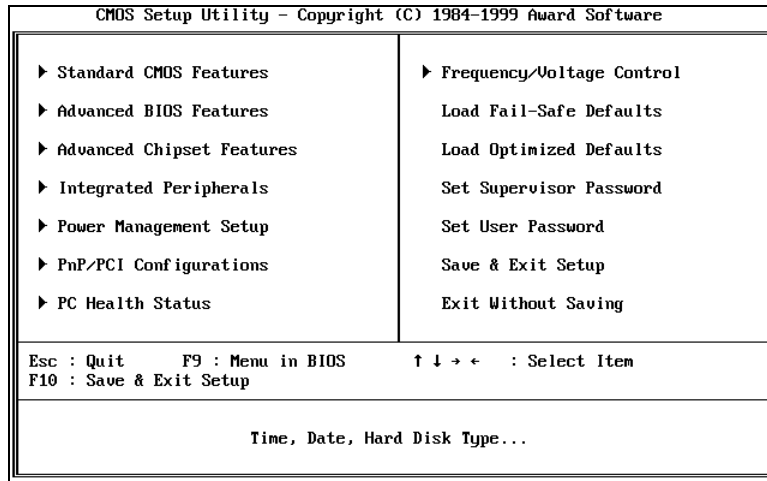 CMOS Setup Utility – Copyright (C) 1984–1999 Award Software
▶ Standard CMOS Features
▶ Advanced BIOS Features
▶ Advanced Chipset Features
▶ Integrated Peripherals
▶ Power Management Setup
▶ PnP/PCI Configurations
▶ PC Health Status
▶ Frequency/Voltage Control
Load Fail-Safe Defaults
Load Optimized Defaults
Set Supervisor Password
Set User Password
Save & Exit Setup
Exit Without Saving
Esc : Quit F9 : Menu in BIOS ↑ ↓ → ← : Select Item
F10 : Save & Exit Setup
Time, Date, Hard Disk Type...